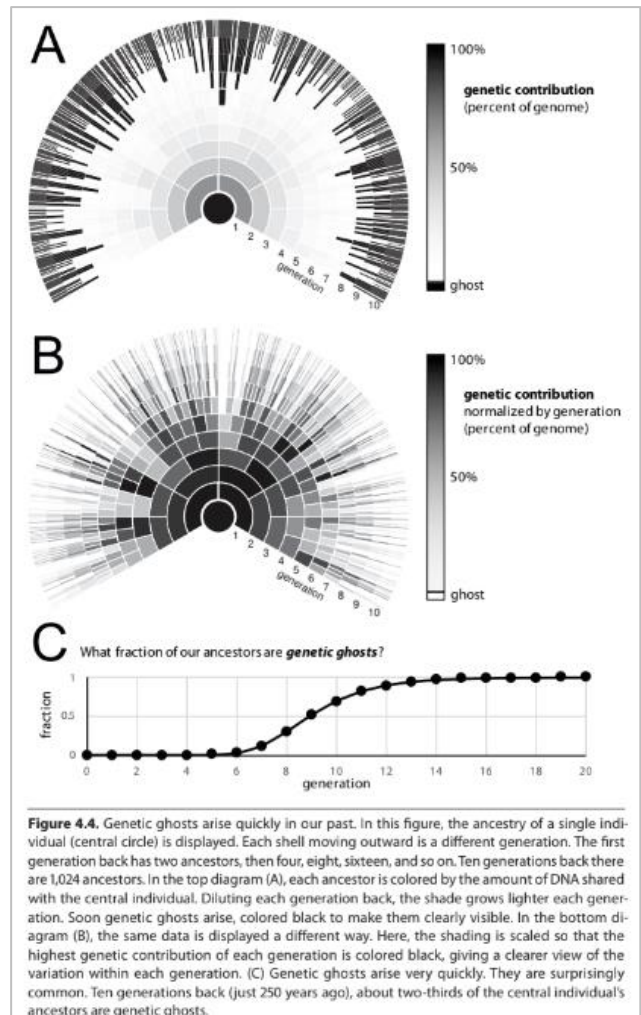 A
100%
genetic contribution
(percent of genome)
50%
ghost
1 2 3 4 5 6 7 8 9 10
generation
B
100%
genetic contribution
normalized by generation
(percent of genome)
50%
ghost
1 2 3 4 5 6 7 8 9 10
generation
C What fraction of our ancestors are genetic ghosts?
fraction
1
0.5
0
0 2 4 6 8 10 12 14 16 18 20
generation
Figure 4.4. Genetic ghosts arise quickly in our past. In this figure, the ancestry of a single indi-
vidual (central circle) is displayed. Each shell moving outward is a different generation. The first
generation back has two ancestors, then four, eight, sixteen, and so on. Ten generations back there
are 1,024 ancestors. In the top diagram (A), each ancestor is colored by the amount of DNA shared
with the central individual. Diluting each generation back, the shade grows lighter each gener-
ation. Soon genetic ghosts arise, colored black to make them clearly visible. In the bottom di-
agram (B), the same data is displayed a different way. Here, the shading is scaled so that the
highest genetic contribution of each generation is colored black, giving a clearer view of the
variation within each generation. (C) Genetic ghosts arise very quickly. They are surprisingly
common. Ten generations back (just 250 years ago), about two-thirds of the central individual's
ancestors are genetic ghosts.